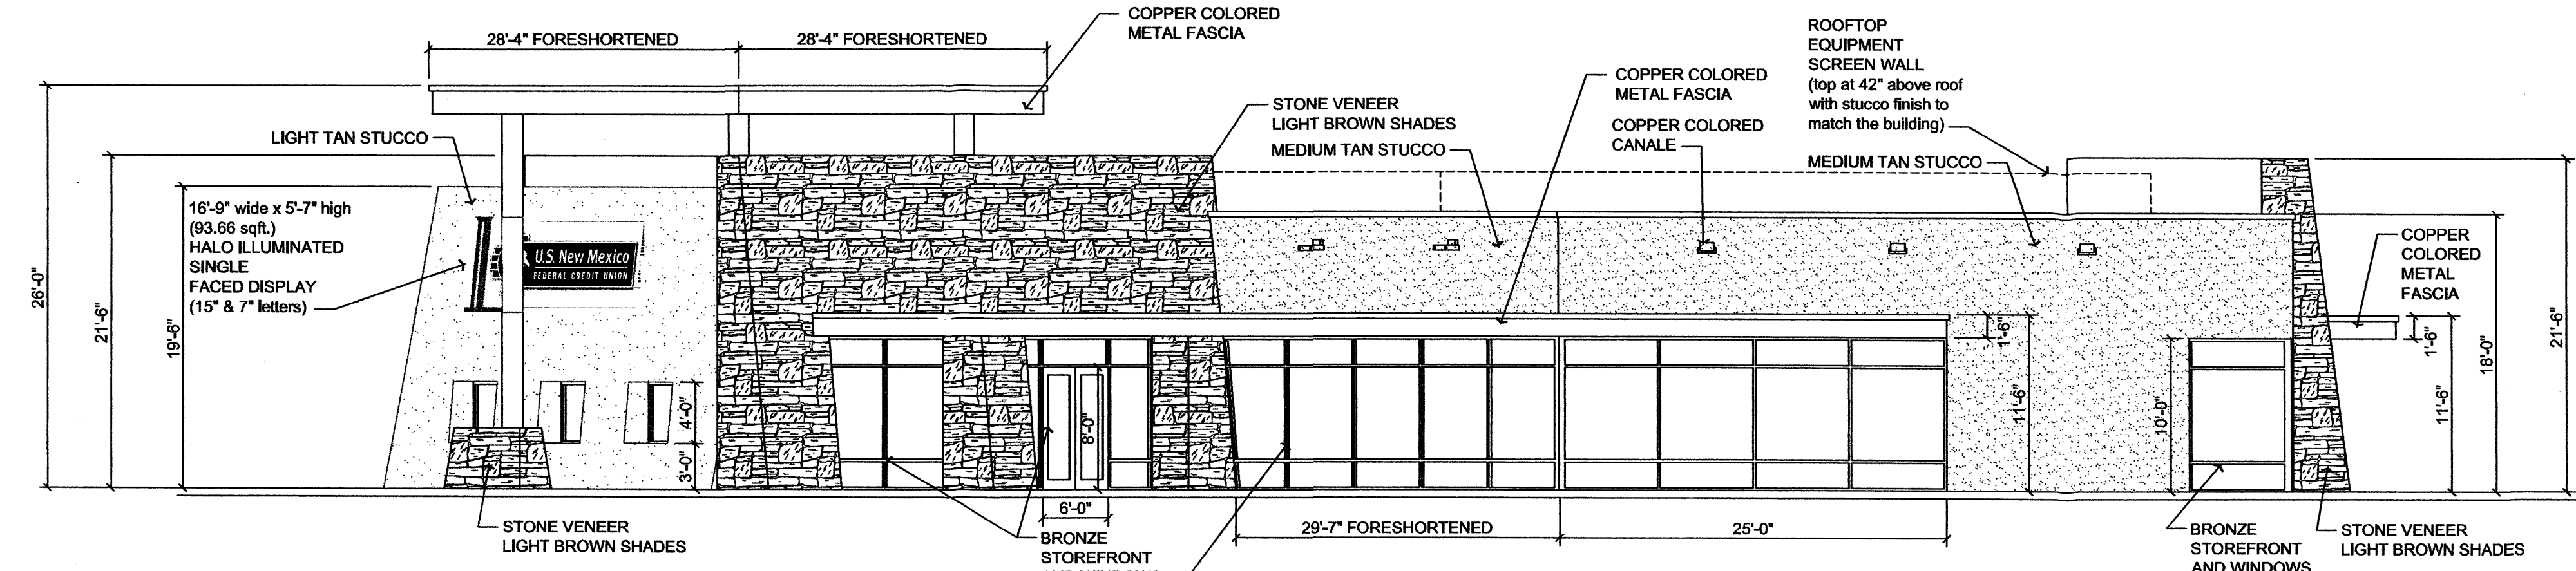 28'-4" FORESHORTENED
28'-4" FORESHORTENED
COPPER COLORED
METAL FASCIA
ROOFTOP
EQUIPMENT
SCREEN WALL
(top at 42" above roof
with stucco finish to
match the building)
COPPER COLORED
METAL FASCIA
COPPER COLORED
CANALE
STONE VENEER
LIGHT BROWN SHADES
MEDIUM TAN STUCCO
MEDIUM TAN STUCCO
LIGHT TAN STUCCO
16'-9" wide x 5'-7" high
(93.66 sqft.)
HALO ILLUMINATED
SINGLE
FACED DISPLAY
(15" & 7" letters)
U.S. New Mexico
FEDERAL CREDIT UNION
26'-0"
21'-6"
19'-6"
4'-0"
3'-0"
8'-0"
1'-6"
11'-6"
10'-0"
COPPER
COLORED
METAL
FASCIA
1'-6"
11'-6"
18'-0"
21'-6"
6'-0"
29'-7" FORESHORTENED
25'-0"
STONE VENEER
LIGHT BROWN SHADES
BRONZE
STOREFRONT
BRONZE
STOREFRONT
AND WINDOWS
STONE VENEER
LIGHT BROWN SHADES